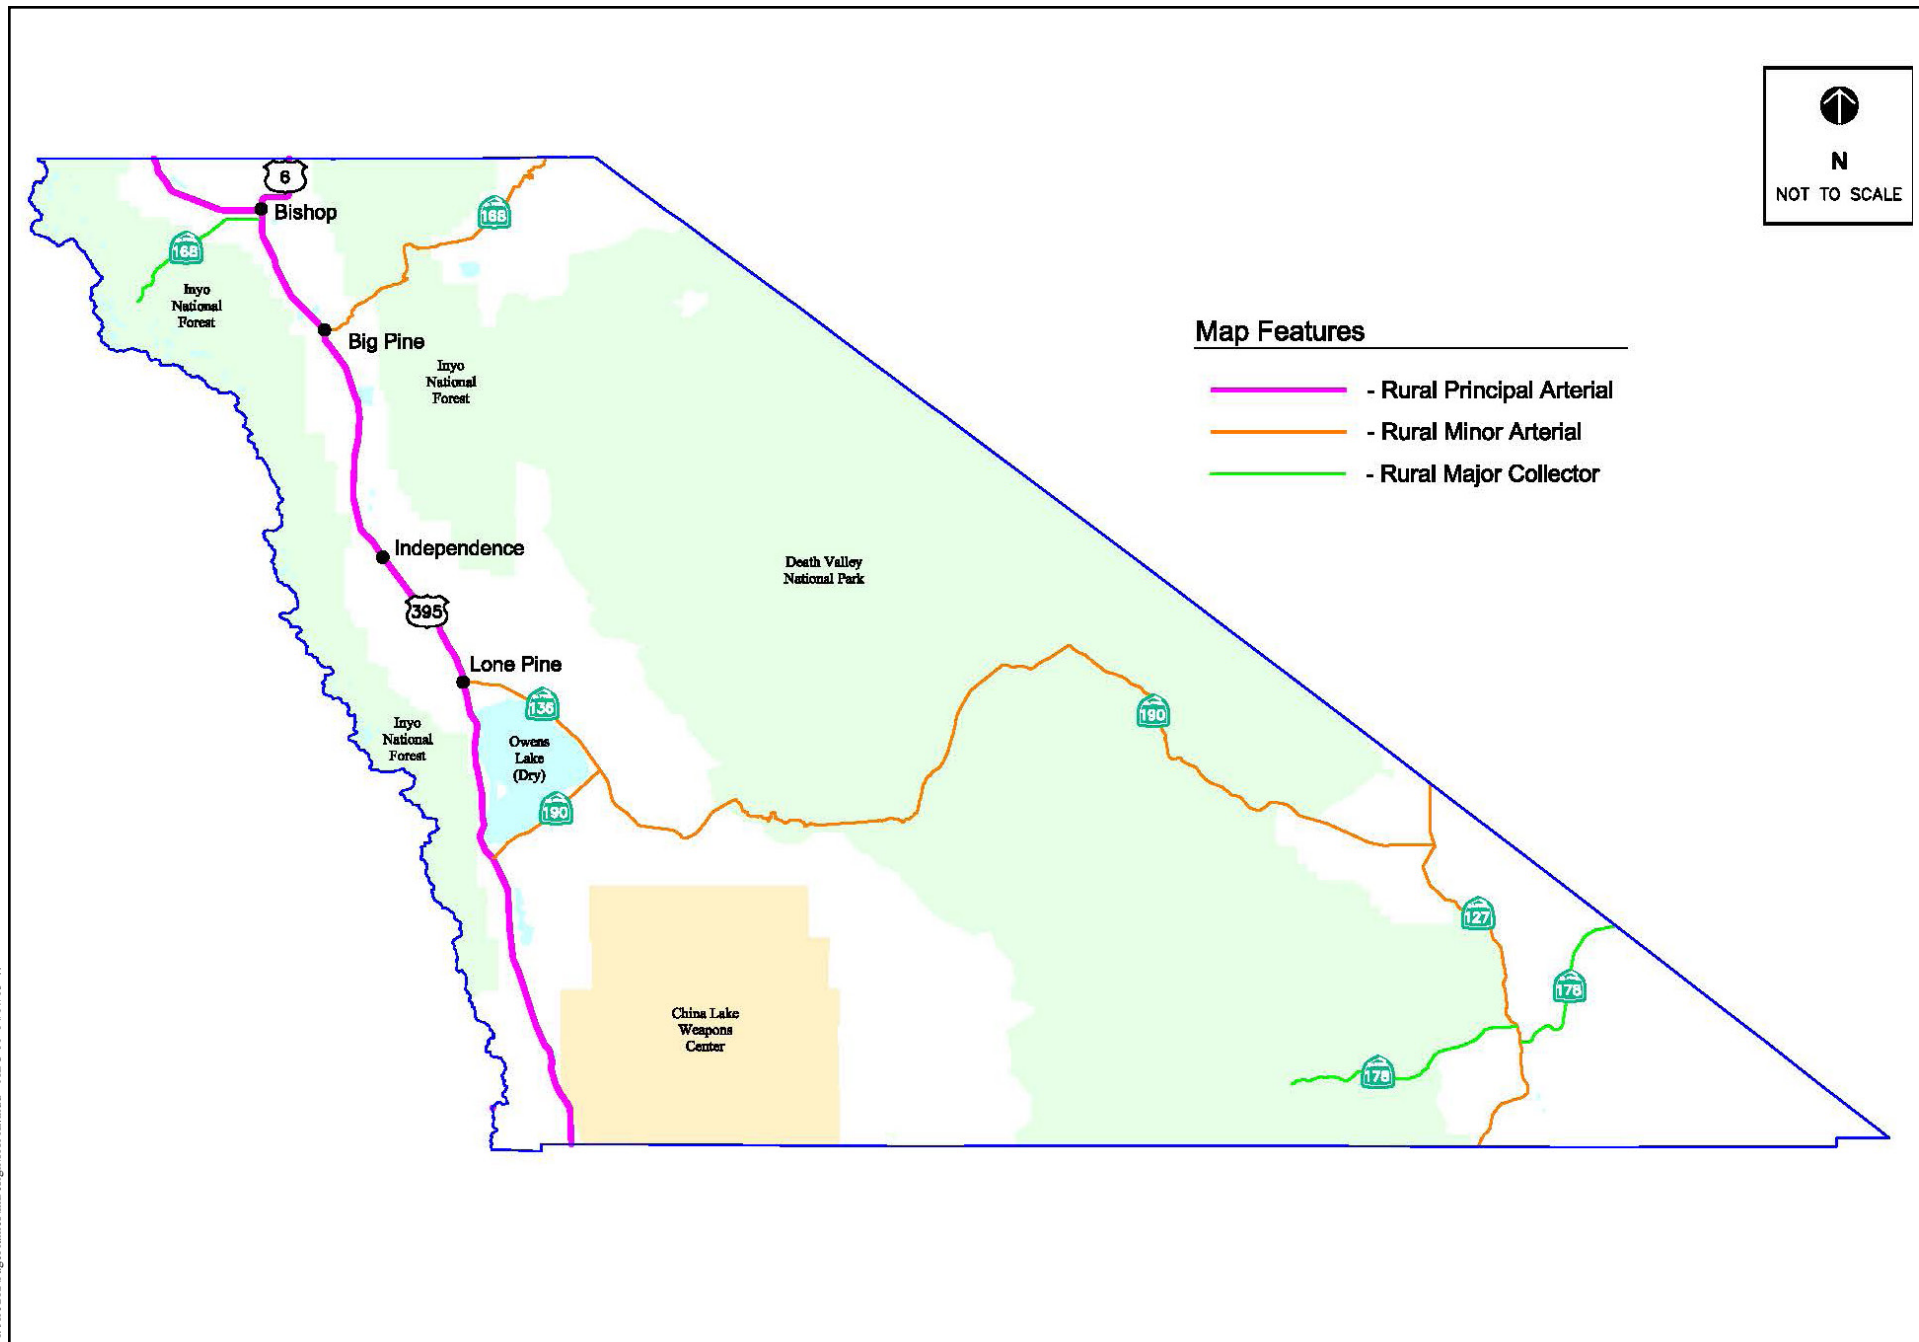 N
NOT TO SCALE
6
Bishop
168
168
Inyo
National
Forest
Big Pine
Inyo
National
Forest
Map Features
- Rural Principal Arterial
- Rural Minor Arterial
- Rural Major Collector
Independence
Death Valley
National Park
395
Lone Pine
136
190
Inyo
National
Forest
Owens
Lake
(Dry)
190
127
178
China Lake
Weapons
Center
178